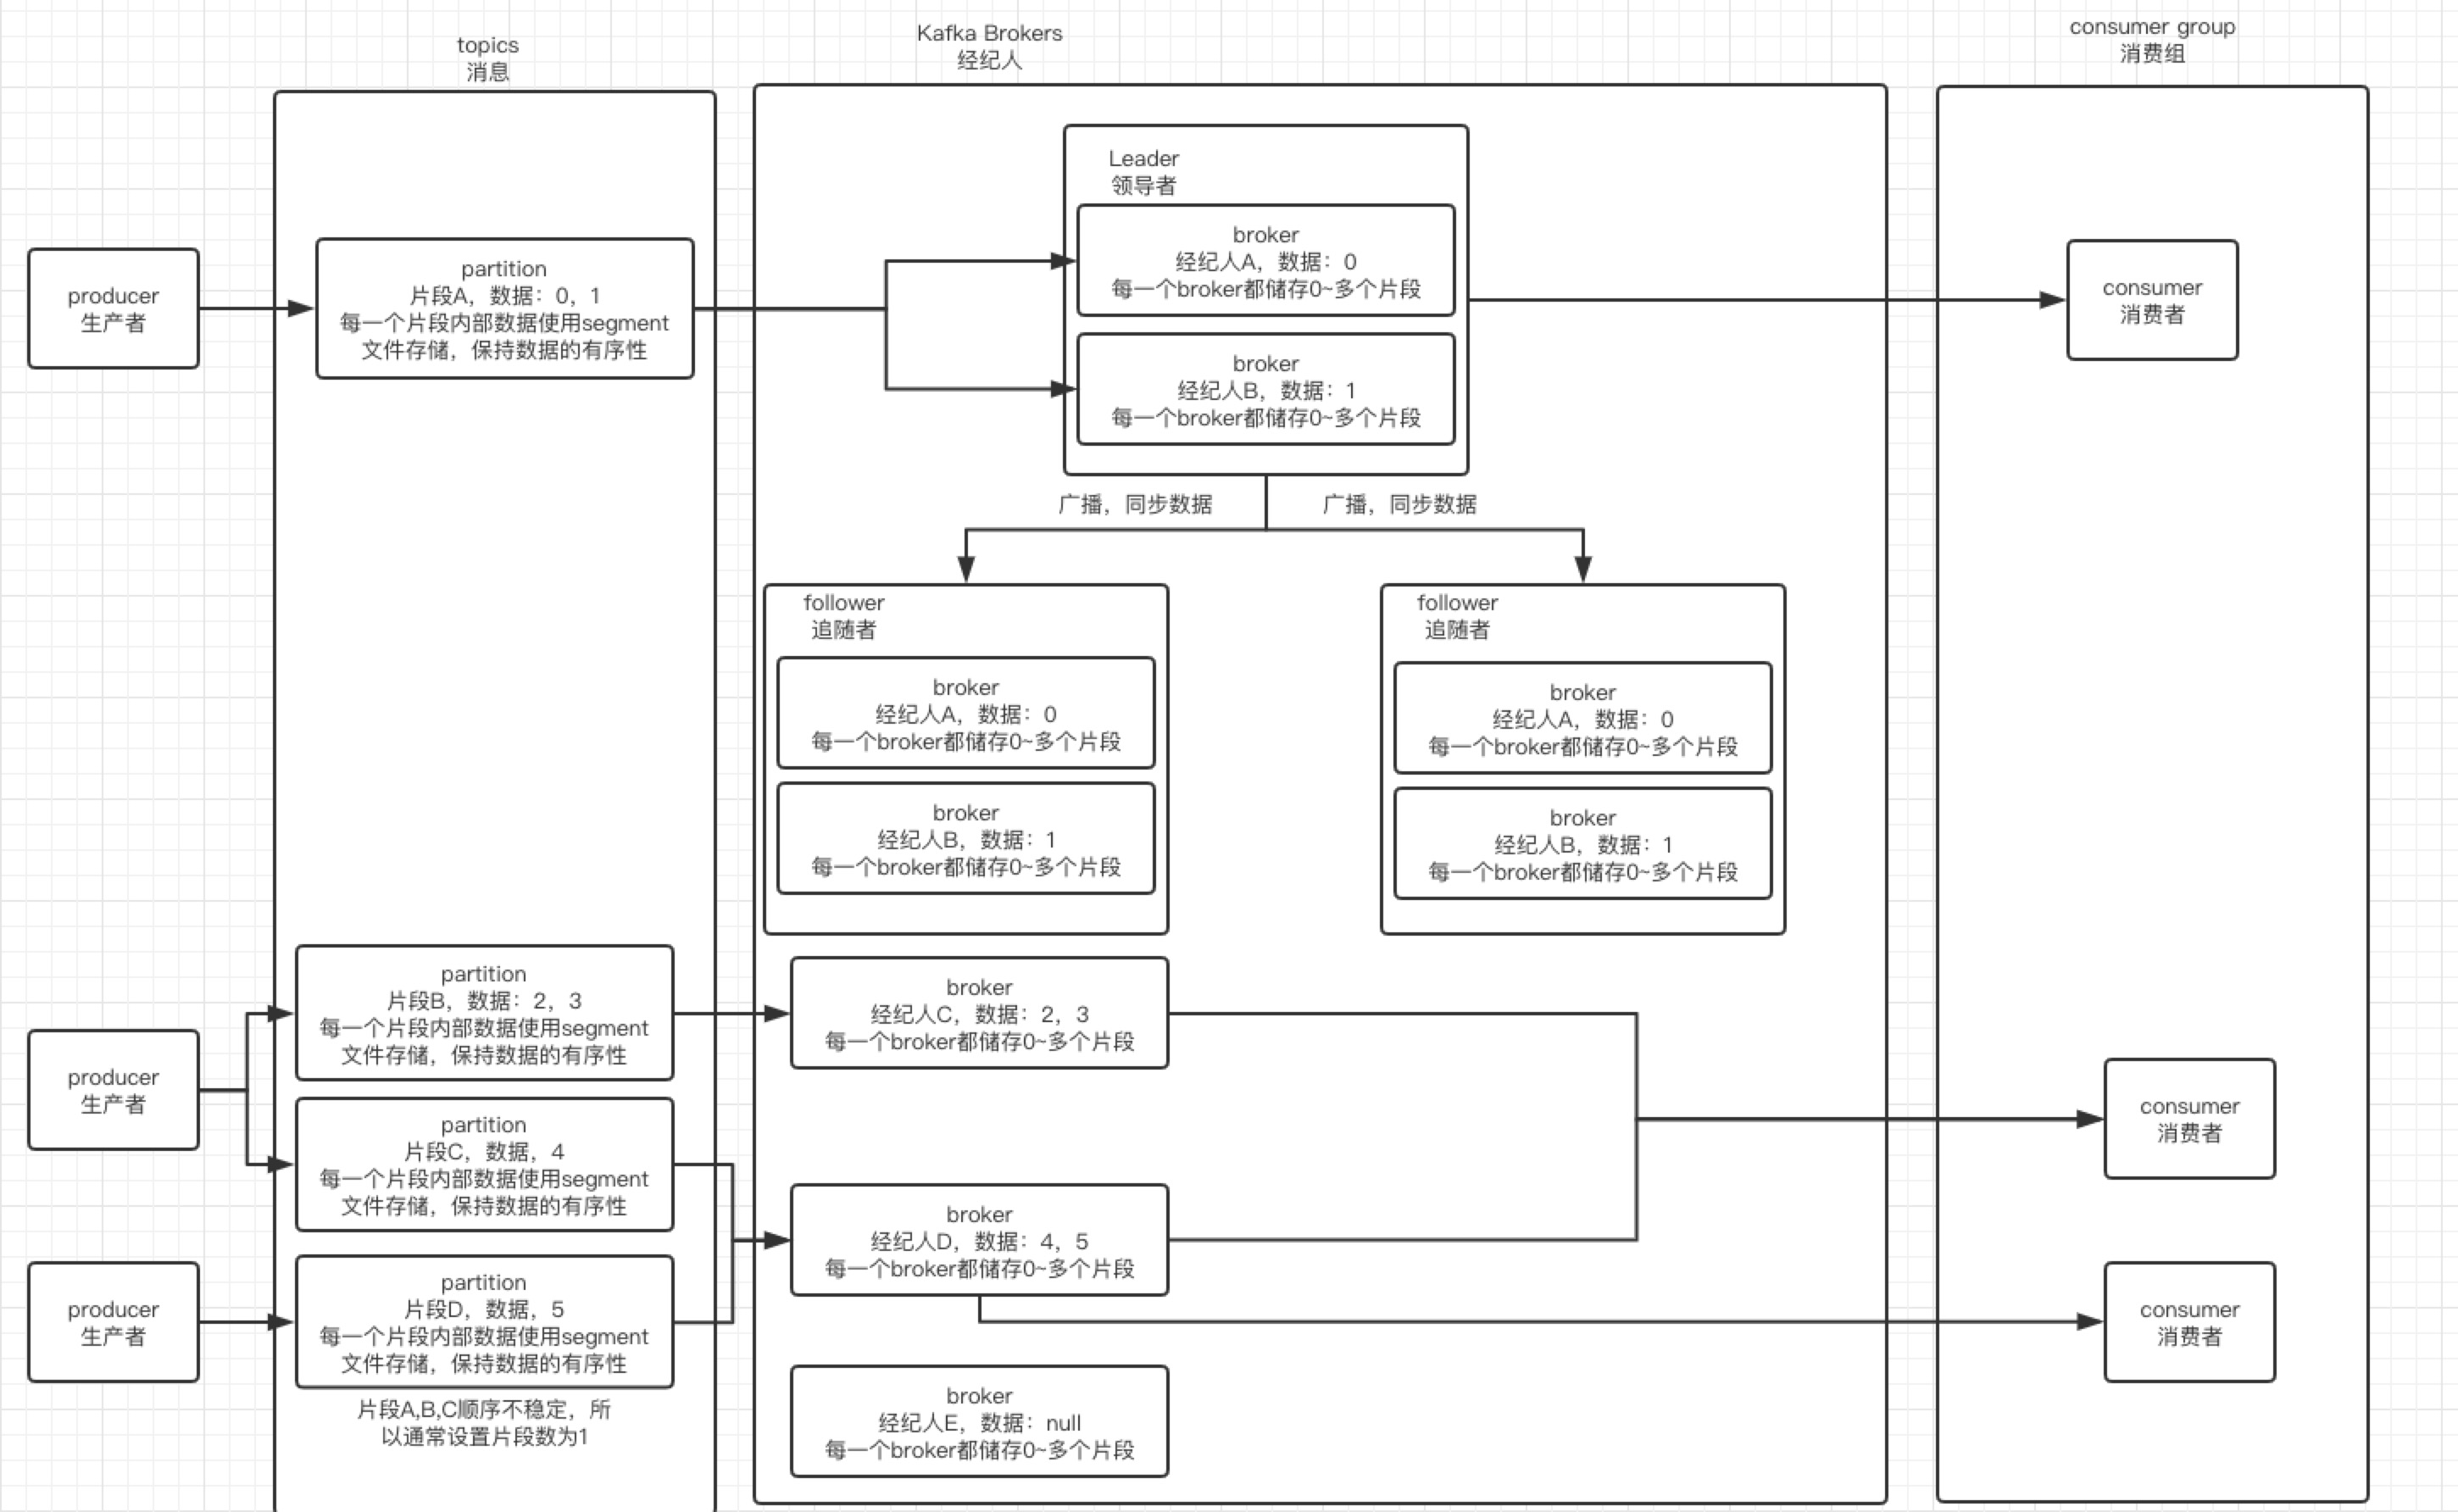 topics
消息
Kafka Brokers
经纪人
consumer group
消费组
producer
生产者
partition
片段A，数据：0，1
每一个片段内部数据使用segment
文件存储，保持数据的有序性
Leader
领导者
broker
经纪人A，数据：0
每一个broker都储存0~多个片段
broker
经纪人B，数据：1
每一个broker都储存0~多个片段
consumer
消费者
广播，同步数据
广播，同步数据
follower
追随者
broker
经纪人A，数据：0
每一个broker都储存0~多个片段
broker
经纪人B，数据：1
每一个broker都储存0~多个片段
follower
追随者
broker
经纪人A，数据：0
每一个broker都储存0~多个片段
broker
经纪人B，数据：1
每一个broker都储存0~多个片段
producer
生产者
partition
片段B，数据：2，3
每一个片段内部数据使用segment
文件存储，保持数据的有序性
partition
片段C，数据，4
每一个片段内部数据使用segment
文件存储，保持数据的有序性
broker
经纪人C，数据：2，3
每一个broker都储存0~多个片段
consumer
消费者
producer
生产者
partition
片段D，数据，5
每一个片段内部数据使用segment
文件存储，保持数据的有序性
片段A,B,C顺序不稳定，所
以通常设置片段数为1
broker
经纪人D，数据：4，5
每一个broker都储存0~多个片段
consumer
消费者
broker
经纪人E，数据：null
每一个broker都储存0~多个片段